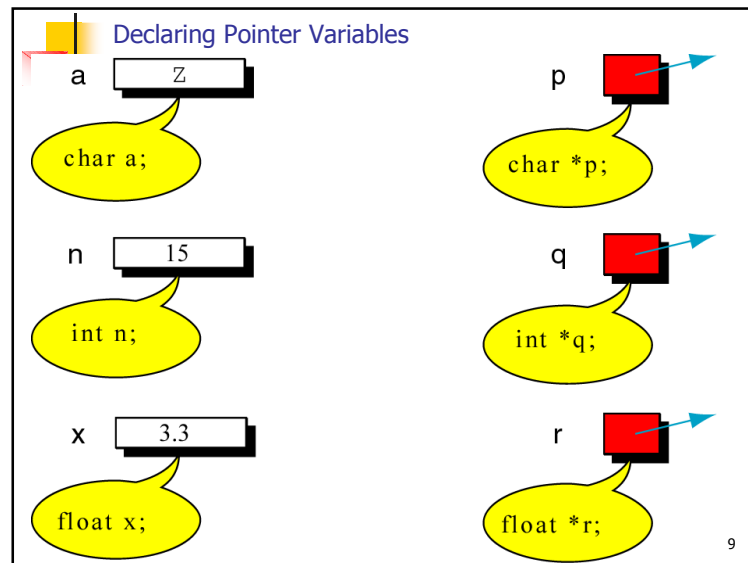 Declaring Pointer Variables
a Z p
char a; char *p;
n 15 q
int n; int *q;
x 3.3 r
float x; float *r;
9